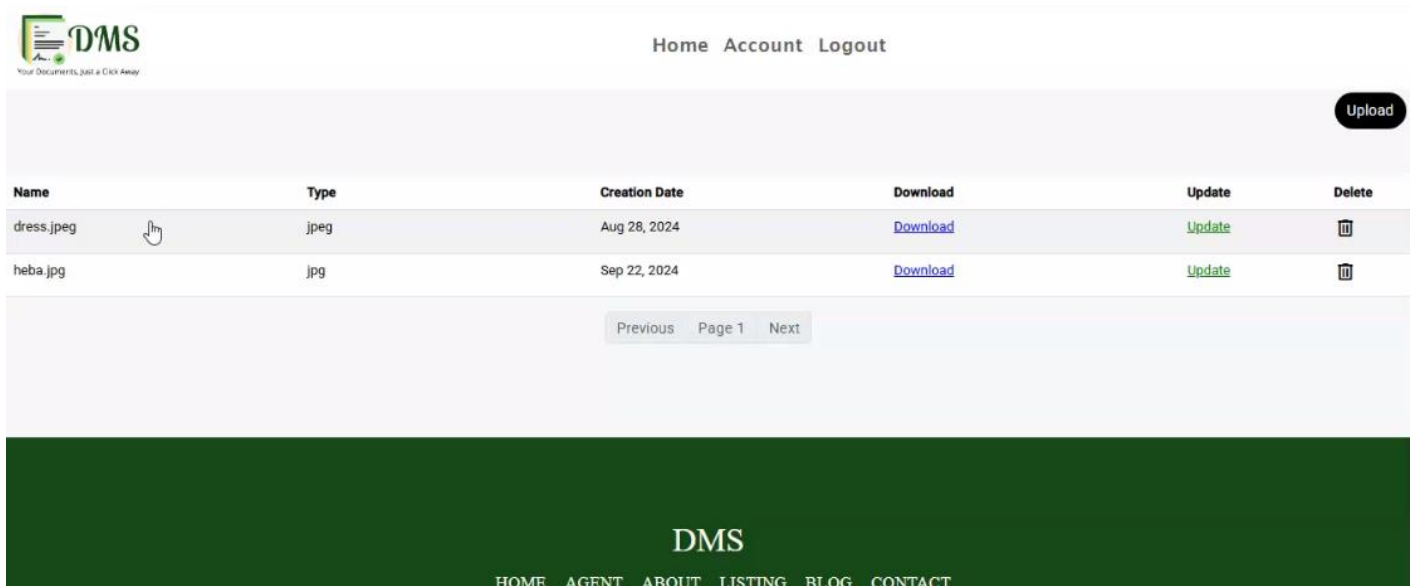 DMS
Your Documents, Just a Click Away
Home Account Logout
Upload
Name Type Creation Date Download Update Delete
dress.jpeg jpeg Aug 28, 2024 Download Update
heba.jpg jpg Sep 22, 2024 Download Update
Previous Page 1 Next
DMS
HOME AGENT ABOUT LISTING BLOG CONTACT